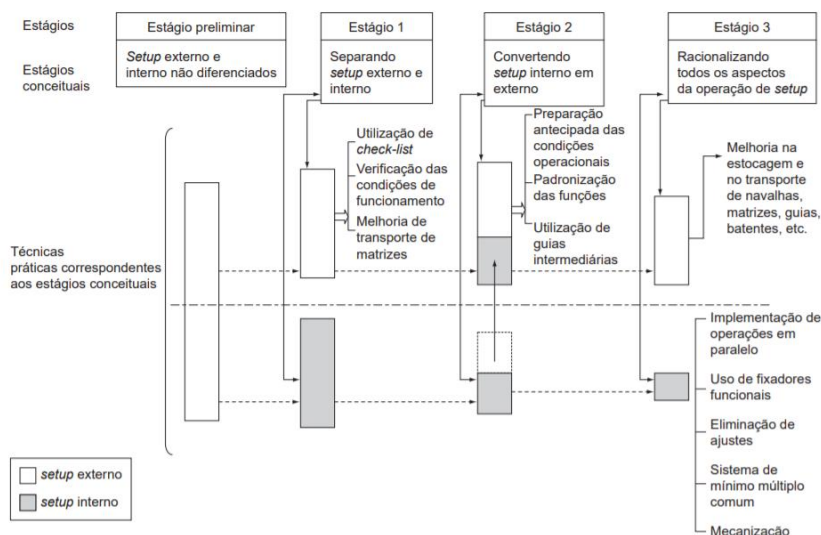 Estágios
Estágio preliminar
Setup externo e
interno não diferenciados
Estágio 1
Separando
setup externo e
interno
Estágio 2
Convertendo
setup interno em
externo
Estágio 3
Racionalizando
todos os aspectos
da operação de setup
Estágios
conceituais
Utilização de
check-list
Verificação das
condições de
funcionamento
Melhoria de
transporte de
matrizes
Preparação
antecipada das
condições
operacionais
Padronização
das funções
Utilização de
guias
intermediárias
Melhoria na
estocagem e
no transporte
de navalhas,
matrizes, guias,
batentes, etc.
Técnicas
práticas correspondentes
aos estágios conceituais
Implementação de
operações em
paralelo
Uso de fixadores
funcionais
Eliminação de
ajustes
Sistema de
mínimo múltiplo
comum
Mecanização
setup externo
setup interno